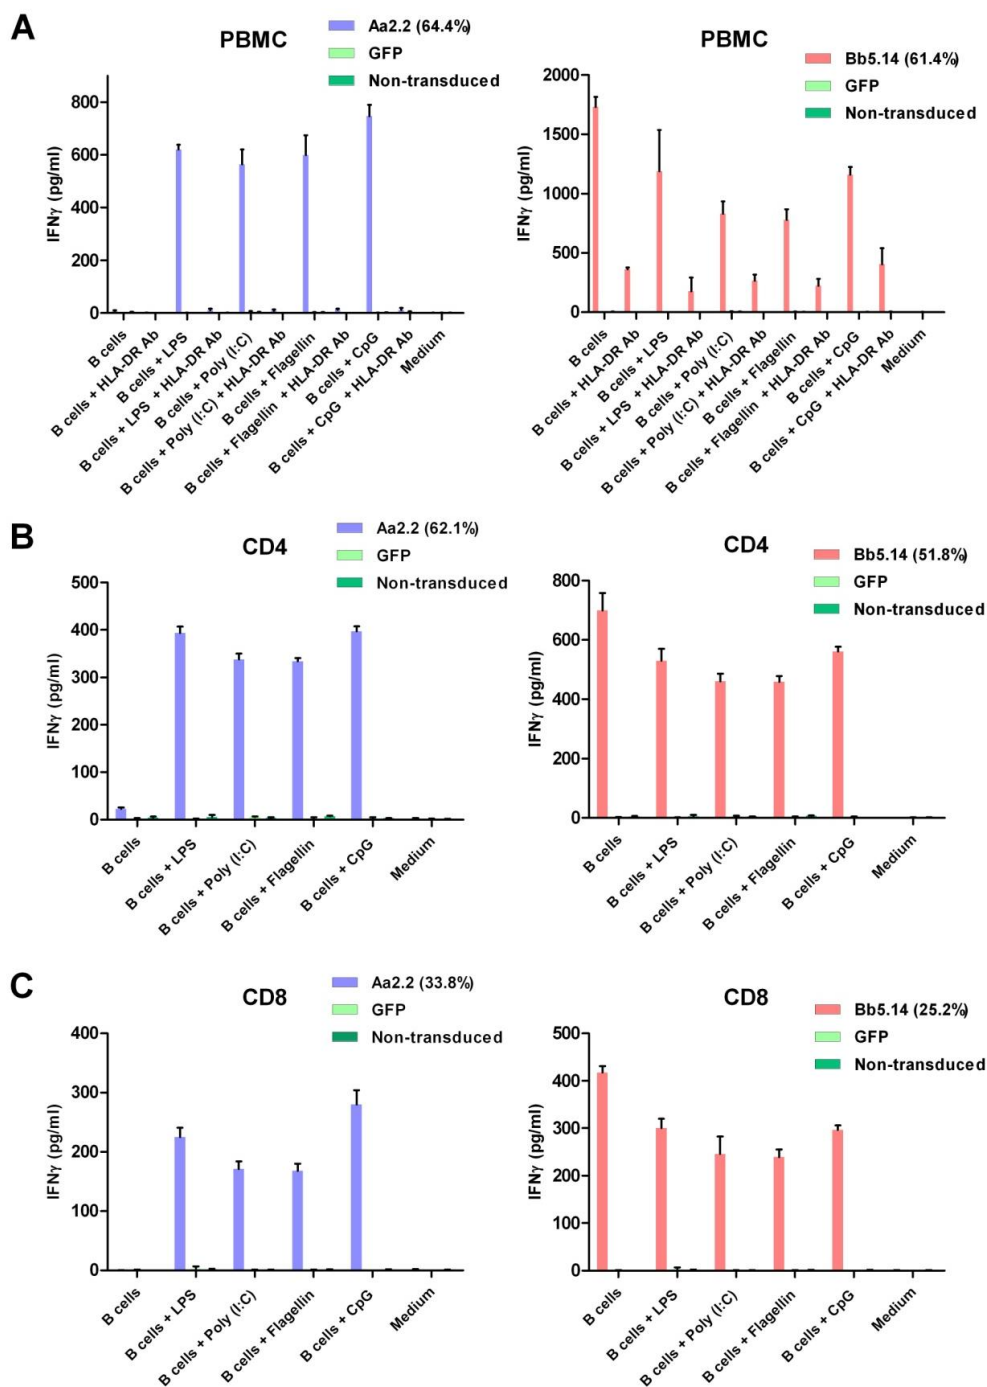 A
PBMC
Aa2.2 (64.4%)
GFP
Non-transduced
IFNγ (pg/ml)
800
600
400
200
0
B cells
B cells + HLA-DR Ab
B cells + LPS
B cells + LPS + HLA-DR Ab
B cells + Poly (I:C)
B cells + Poly (I:C) + HLA-DR Ab
B cells + Flagellin
B cells + Flagellin + HLA-DR Ab
B cells + CpG
B cells + CpG + HLA-DR Ab
Medium
PBMC
Bb5.14 (61.4%)
GFP
Non-transduced
IFNγ (pg/ml)
2000
1500
1000
500
0
B cells
B cells + HLA-DR Ab
B cells + LPS
B cells + LPS + HLA-DR Ab
B cells + Poly (I:C)
B cells + Poly (I:C) + HLA-DR Ab
B cells + Flagellin
B cells + Flagellin + HLA-DR Ab
B cells + CpG
B cells + CpG + HLA-DR Ab
Medium
B
CD4
Aa2.2 (62.1%)
GFP
Non-transduced
IFNγ (pg/ml)
500
400
300
200
100
0
B cells
B cells + LPS
B cells + Poly (I:C)
B cells + Flagellin
B cells + CpG
Medium
CD4
Bb5.14 (51.8%)
GFP
Non-transduced
IFNγ (pg/ml)
800
600
400
200
0
B cells
B cells + LPS
B cells + Poly (I:C)
B cells + Flagellin
B cells + CpG
Medium
C
CD8
Aa2.2 (33.8%)
GFP
Non-transduced
IFNγ (pg/ml)
400
300
200
100
0
B cells
B cells + LPS
B cells + Poly (I:C)
B cells + Flagellin
B cells + CpG
Medium
CD8
Bb5.14 (25.2%)
GFP
Non-transduced
IFNγ (pg/ml)
500
400
300
200
100
0
B cells
B cells + LPS
B cells + Poly (I:C)
B cells + Flagellin
B cells + CpG
Medium